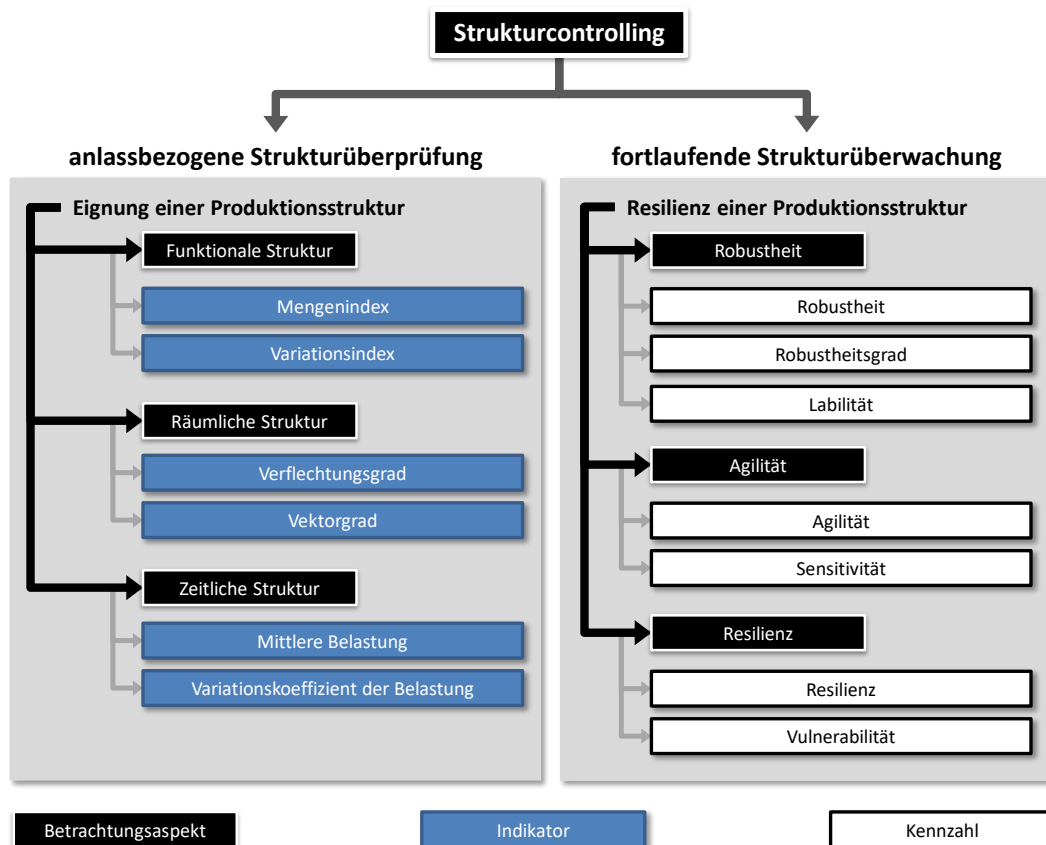 Strukturcontrolling
anlassbezogene Strukturüberprüfung
Eignung einer Produktionsstruktur
Funktionale Struktur
Mengenindex
Variationsindex
Räumliche Struktur
Verflechtungsgrad
Vektorgrad
Zeitliche Struktur
Mittlere Belastung
Variationskoeffizient der Belastung
fortlaufende Strukturüberwachung
Resilienz einer Produktionsstruktur
Robustheit
Robustheit
Robustheitsgrad
Labilität
Agilität
Agilität
Sensitivität
Resilienz
Resilienz
Vulnerabilität
Betrachtungsaspekt
Indikator
Kennzahl